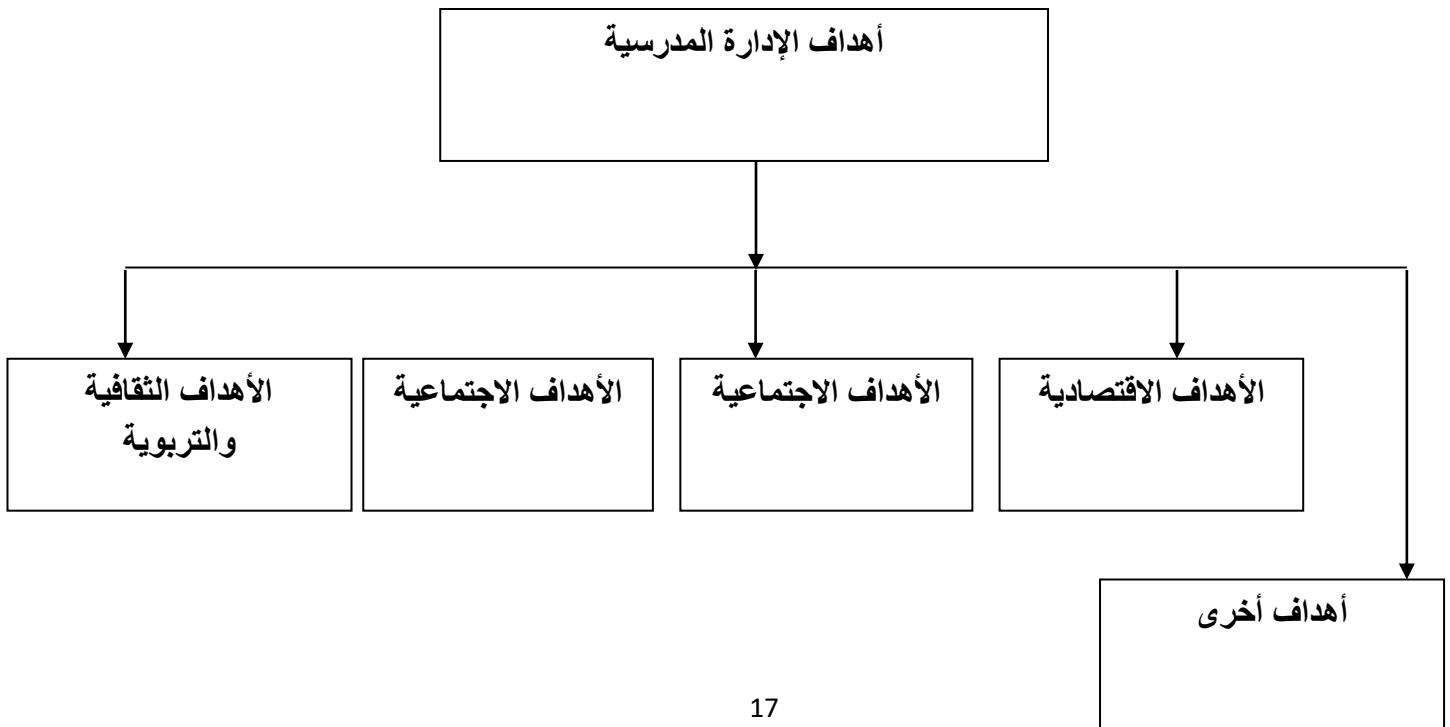 أهداف الإدارة المدرسية
الأهداف الاقتصادية
الأهداف الاجتماعية
الأهداف الاجتماعية
الأهداف الثقافية
والتربوية
أهداف أخرى
17